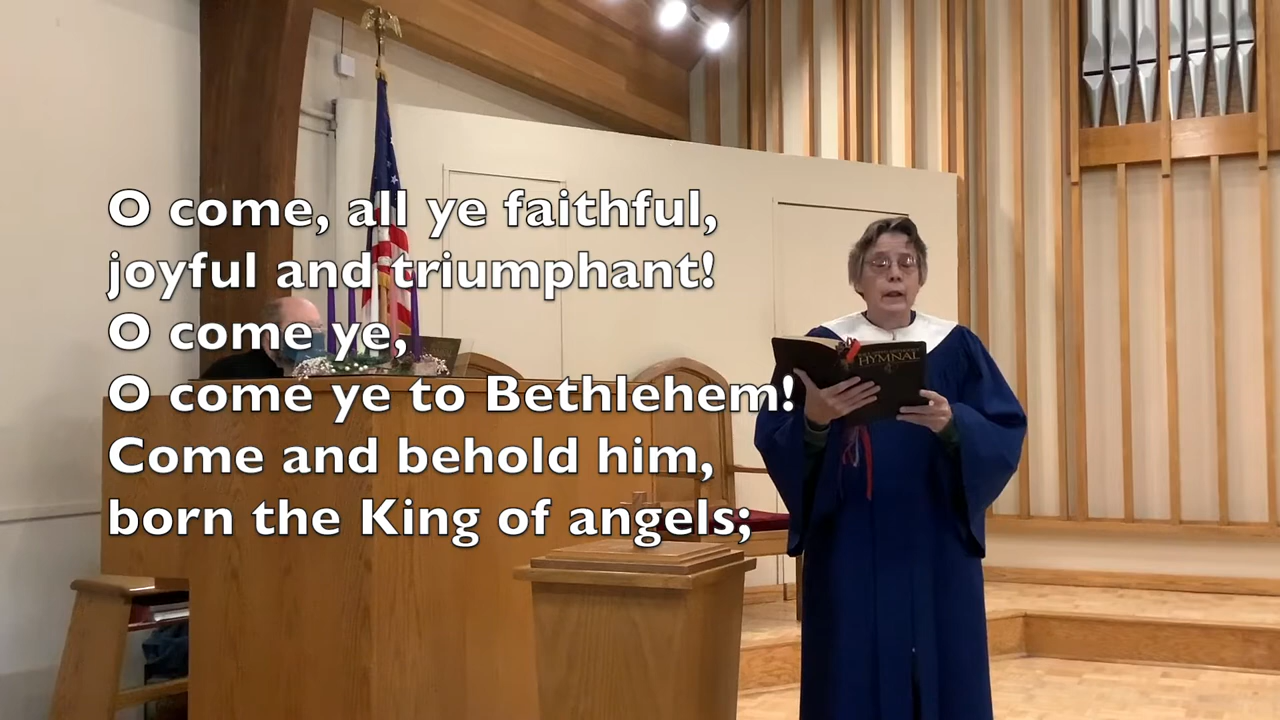 O come, all ye faithful,
joyful and triumphant!
O come ye,
O come ye to Bethlehem!
Come and behold him,
born the King of angels;
HYMNAL